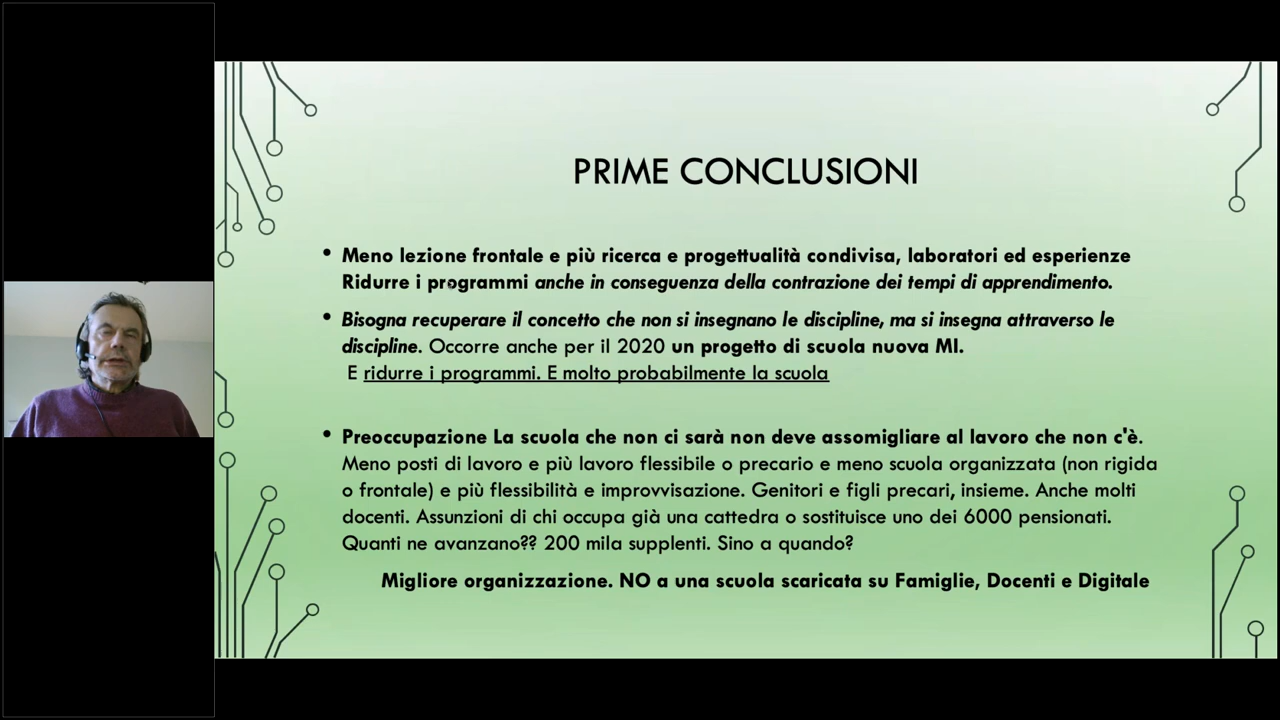 PRIME CONCLUSIONI
• Meno lezione frontale e più ricerca e progettualità condivisa, laboratori ed esperienze
Ridurre i programmi anche in conseguenza della contrazione dei tempi di apprendimento.
• Bisogna recuperare il concetto che non si insegnano le discipline, ma si insegna attraverso le
discipline. Occorre anche per il 2020 un progetto di scuola nuova MI.
E ridurre i programmi. E molto probabilmente la scuola
• Preoccupazione La scuola che non ci sarà non deve assomigliare al lavoro che non c'è.
Meno posti di lavoro e più lavoro flessibile o precario e meno scuola organizzata (non rigida
o frontale) e più flessibilità e improvvisazione. Genitori e figli precari, insieme. Anche molti
docenti. Assunzioni di chi occupa già una cattedra o sostituisce uno dei 6000 pensionati.
Quanti ne avanzano?? 200 mila supplenti. Sino a quando?
Migliore organizzazione. NO a una scuola scaricata su Famiglie, Docenti e Digitale